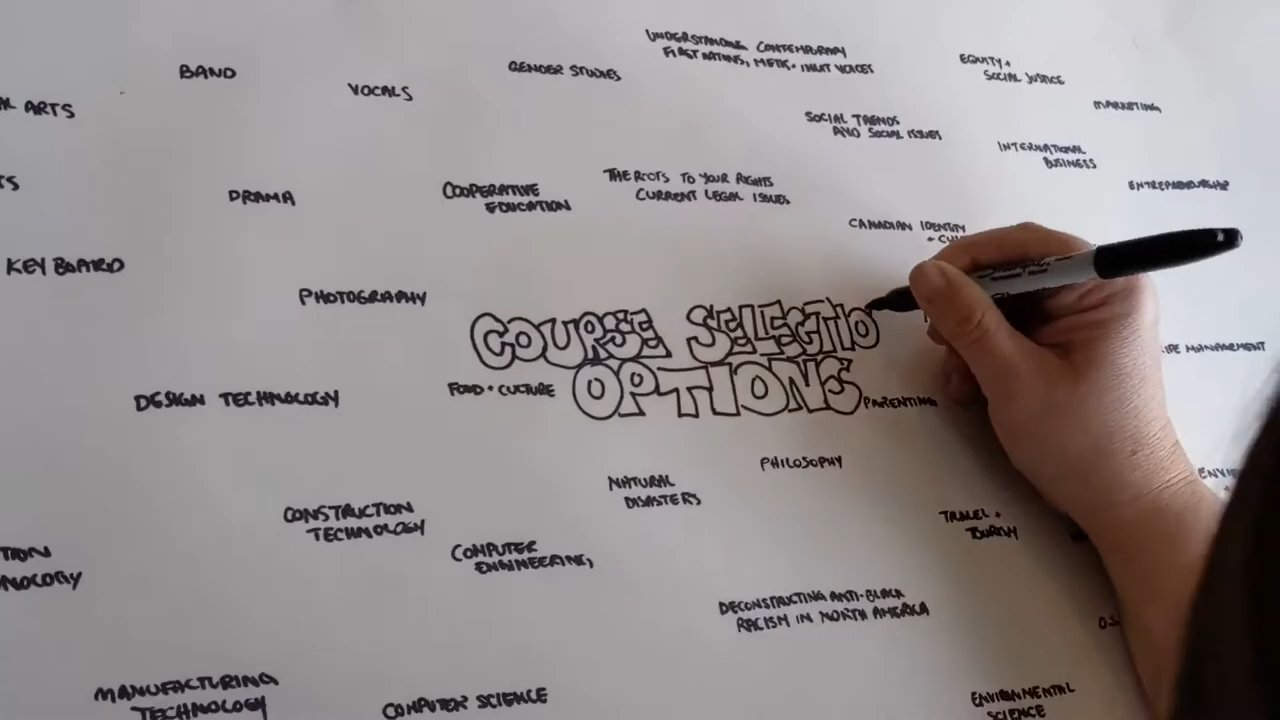 BAND
VOCALS
GENDER STUDIES
UNDERSTANDING CONTEMPORARY
FIRST NATIONS, METIS + INUIT VOICES
EQUITY +
SOCIAL JUSTICE
MARKETING
ARTS
SOCIAL TRENDS
AND SOCIAL ISSUES
INTERNATIONAL
BUSINESS
ENTREPRENEURSHIP
DRAMA
COOPERATIVE
EDUCATION
THE ROOTS TO YOUR RIGHTS
CURRENT LEGAL ISSUES
CANADIAN IDENTITY
KEYBOARD
PHOTOGRAPHY
COURSE SELECTIO
OPTIONS
LIFE MANAGEMENT
DESIGN TECHNOLOGY
FOOD + CULTURE
PARENTING
PHILOSOPHY
NATURAL
DISASTERS
CONSTRUCTION
TECHNOLOGY
TRAVEL +
TOURISM
COMPUTER
ENGINEERING
DECONSTRUCTING ANTI-BLACK
RACISM IN NORTH AMERICA
MANUFACTURING
TECHNOLOGY
COMPUTER SCIENCE
ENVIRONMENTAL
SCIENCE